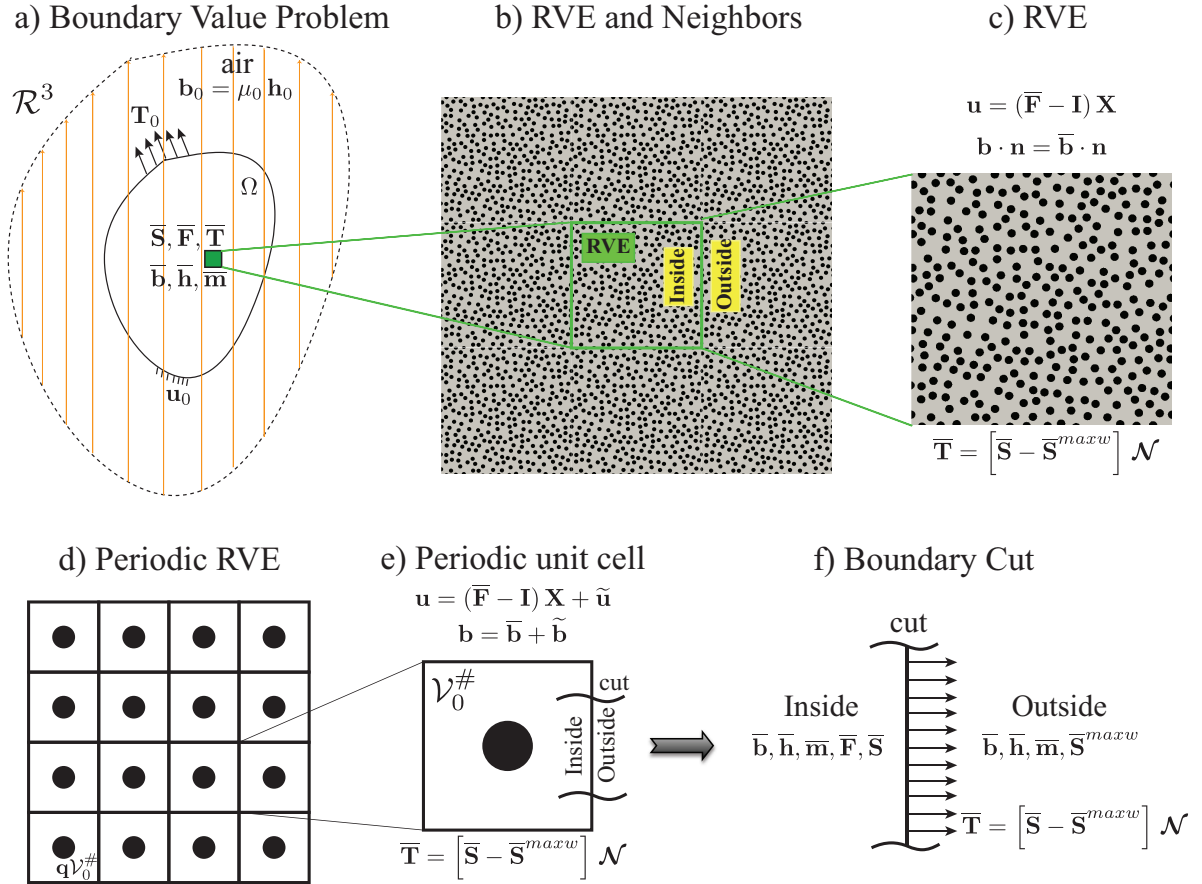 a) Boundary Value Problem
b) RVE and Neighbors
c) RVE
air
b₀ = μ₀ h₀
ℛ³
T₀
Ω
S̅, F̅, T̅
b̅, h̅, m̅
u₀
RVE
Inside
Outside
u = (F̅ − I) X
b · n = b̅ · n
T̅ = [S̅ − S̅ᵐᵃˣʷ] 𝒩
d) Periodic RVE
e) Periodic unit cell
f) Boundary Cut
q𝒱₀^#
u = (F̅ − I) X + ũ
b = b̅ + b̃
𝒱₀^#
cut
Inside
Outside
T̅ = [S̅ − S̅ᵐᵃˣʷ] 𝒩
cut
Inside
b̅, h̅, m̅, F̅, S̅
Outside
b̅, h̅, m̅, S̅ᵐᵃˣʷ
T̅ = [S̅ − S̅ᵐᵃˣʷ] 𝒩